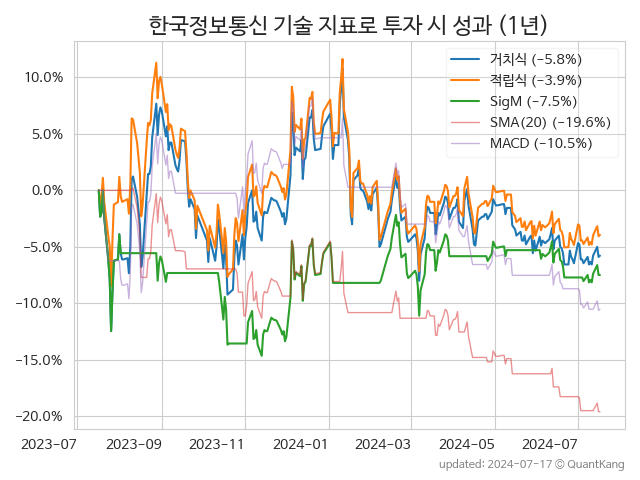 한국정보통신 기술 지표로 투자 시 성과 (1년)
거치식 (−5.8%)
적립식 (−3.9%)
SigM (−7.5%)
SMA(20) (−19.6%)
MACD (−10.5%)
10.0%
5.0%
0.0%
−5.0%
−10.0%
−15.0%
−20.0%
2023−07 2023−09 2023−11 2024−01 2024−03 2024−05 2024−07
updated: 2024−07−17 © QuantKang